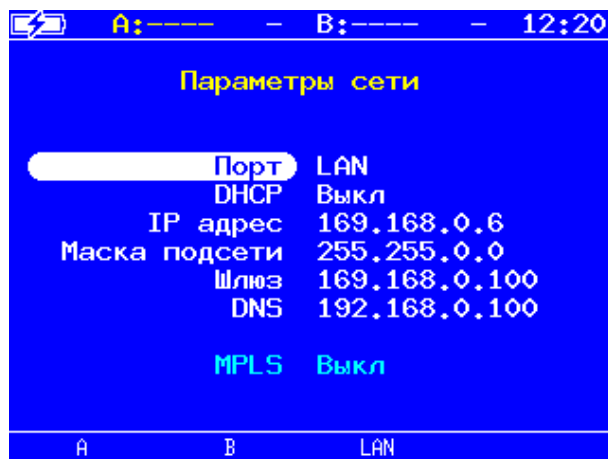 A:---- - B:---- - 12:20
Параметры сети
Порт LAN
DHCP Выкл
IP адрес 169.168.0.6
Маска подсети 255.255.0.0
Шлюз 169.168.0.100
DNS 192.168.0.100
MPLS Выкл
A B LAN